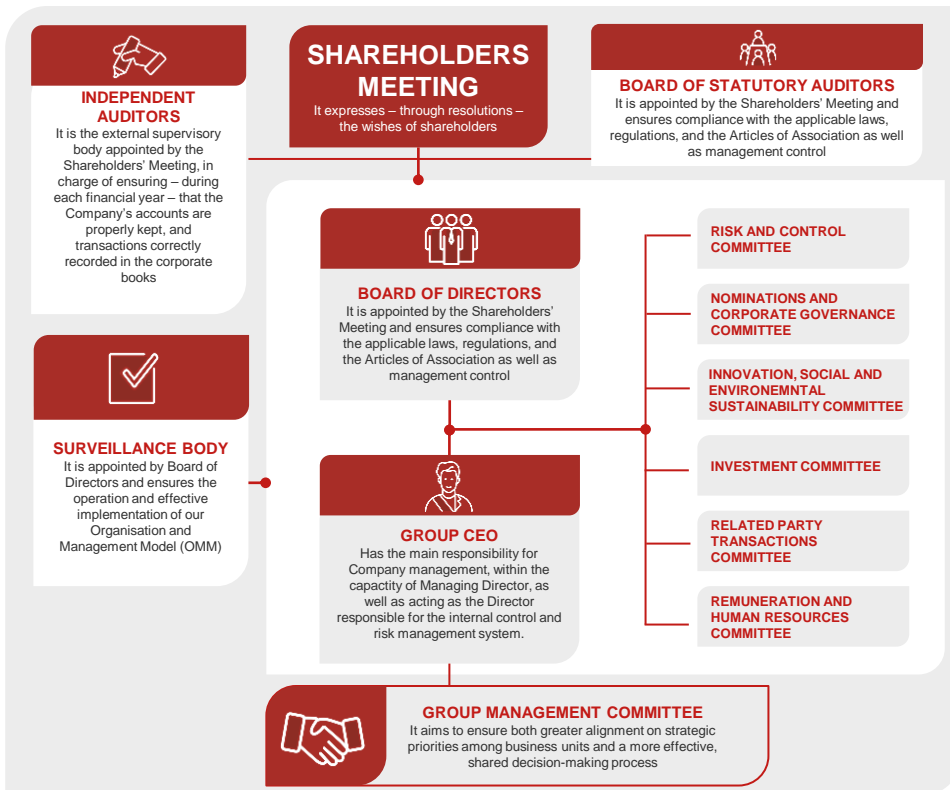 SHAREHOLDERS
MEETING
It expresses – through resolutions –
the wishes of shareholders
INDEPENDENT
AUDITORS
It is the external supervisory
body appointed by the
Shareholders' Meeting, in
charge of ensuring – during
each financial year – that the
Company's accounts are
properly kept, and
transactions correctly
recorded in the corporate
books
BOARD OF STATUTORY AUDITORS
It is appointed by the Shareholders' Meeting and
ensures compliance with the applicable laws,
regulations, and the Articles of Association as well
as management control
BOARD OF DIRECTORS
It is appointed by the Shareholders'
Meeting and ensures compliance with
the applicable laws, regulations, and
the Articles of Association as well as
management control
RISK AND CONTROL
COMMITTEE
NOMINATIONS AND
CORPORATE GOVERNANCE
COMMITTEE
INNOVATION, SOCIAL AND
ENVIRONEMNTAL
SUSTAINABILITY COMMITTEE
INVESTMENT COMMITTEE
RELATED PARTY
TRANSACTIONS
COMMITTEE
REMUNERATION AND
HUMAN RESOURCES
COMMITTEE
SURVEILLANCE BODY
It is appointed by Board of
Directors and ensures the
operation and effective
implementation of our
Organisation and
Management Model (OMM)
GROUP CEO
Has the main responsibility for
Company management, within the
capacity of Managing Director, as
well as acting as the Director
responsible for the internal control and
risk management system.
GROUP MANAGEMENT COMMITTEE
It aims to ensure both greater alignment on strategic
priorities among business units and a more effective,
shared decision-making process